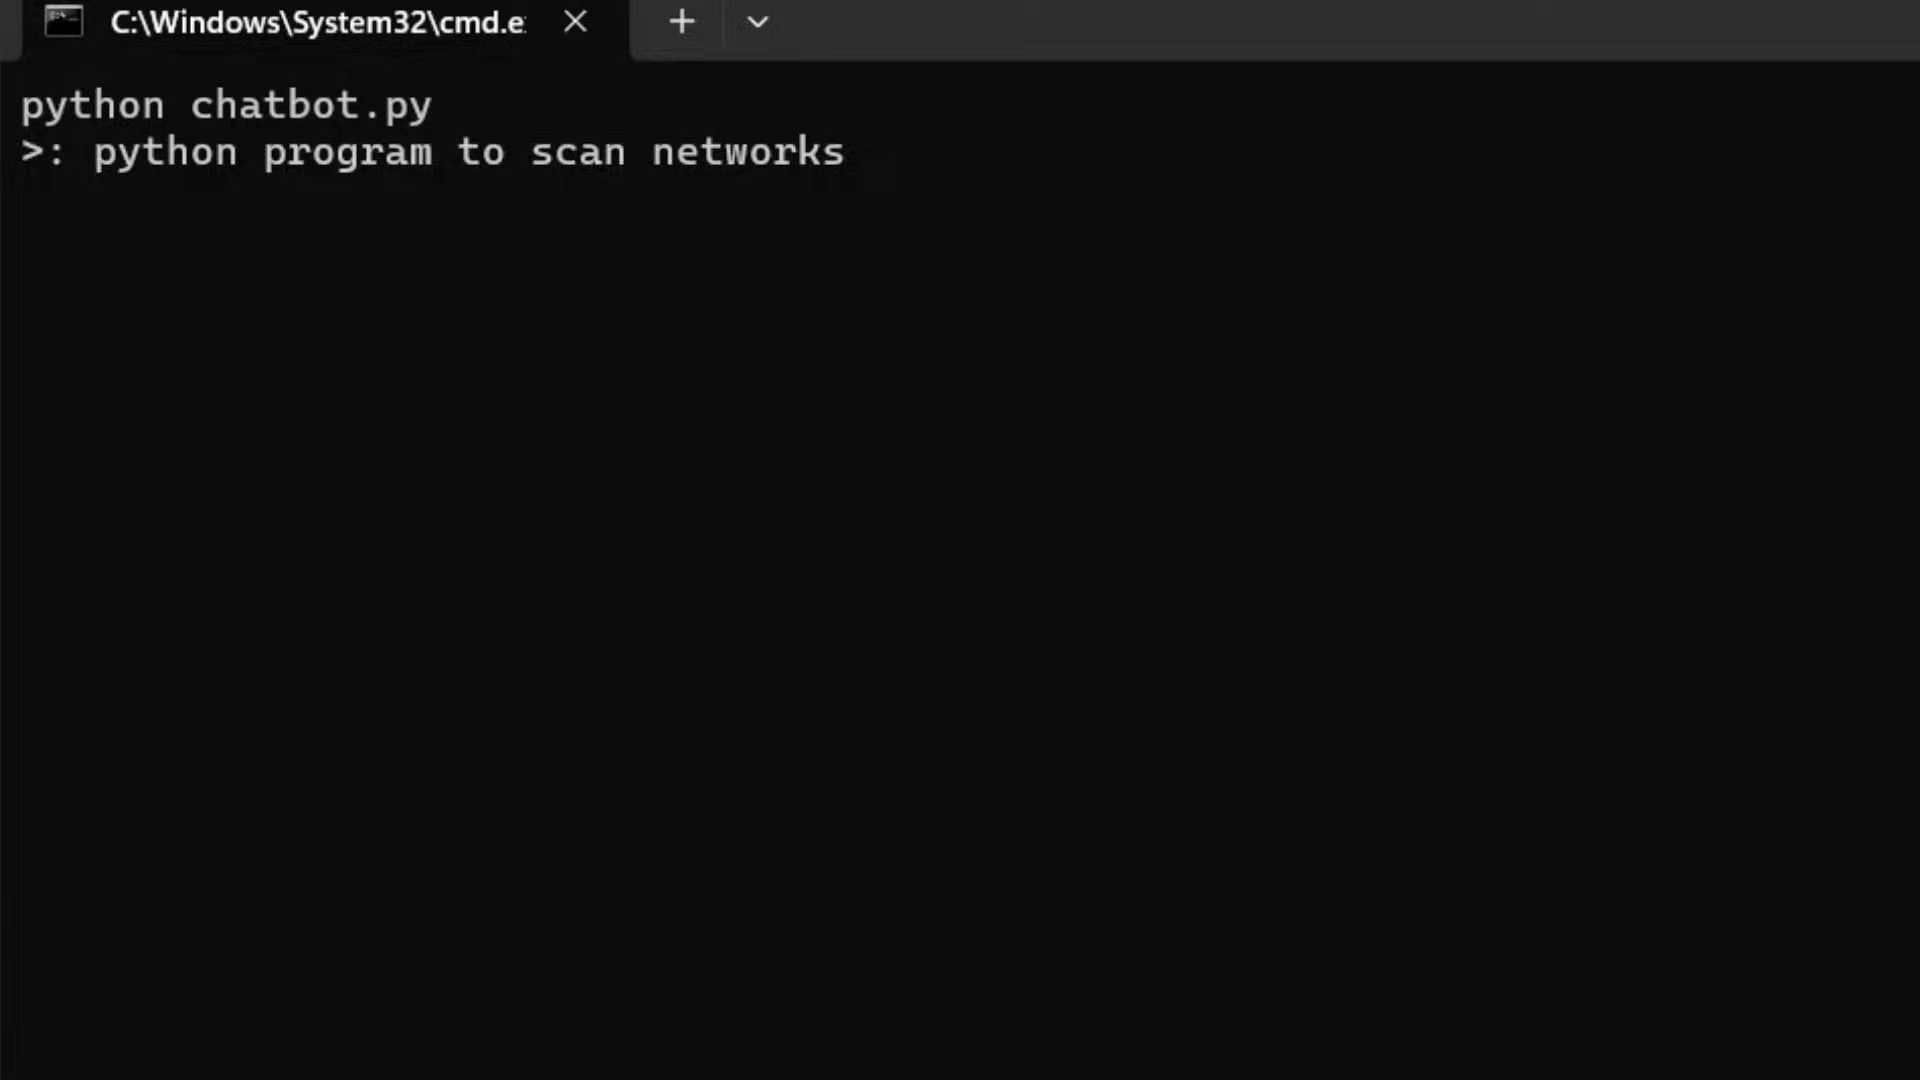 C:\Windows\System32\cmd.e
python chatbot.py
>: python program to scan networks